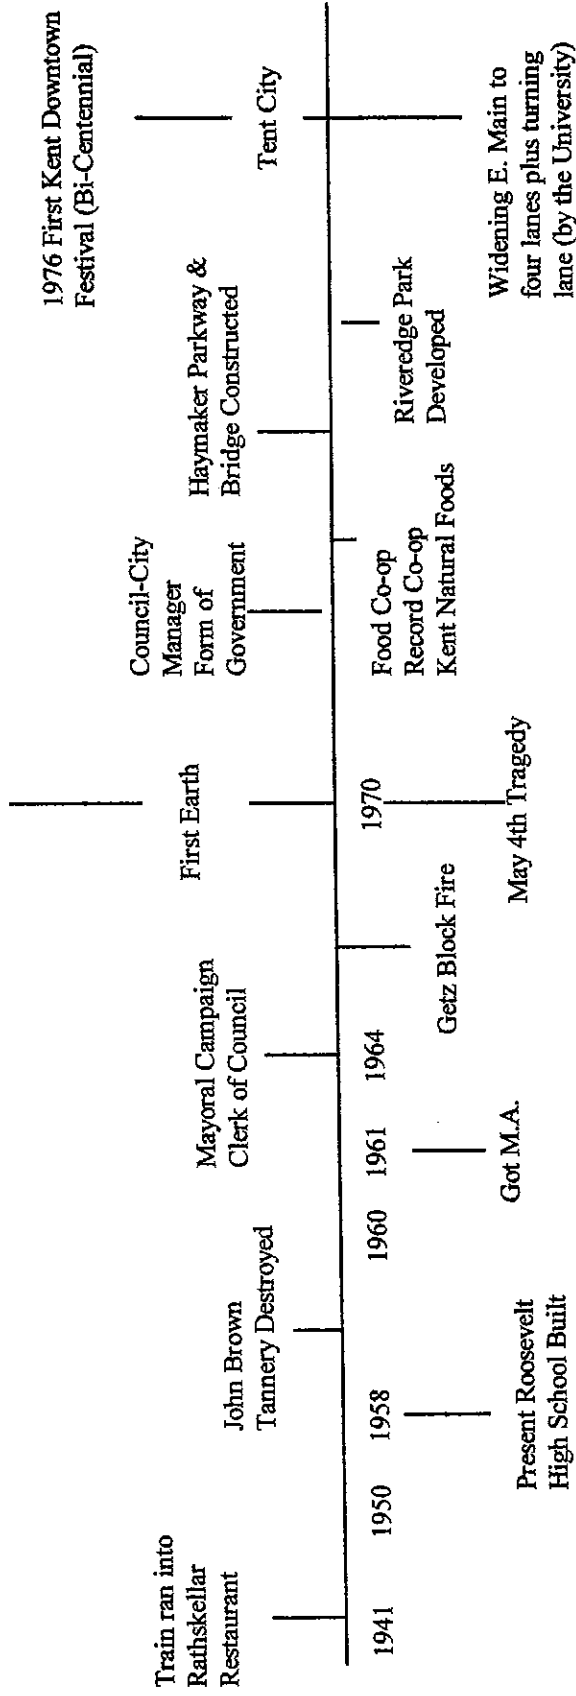 Train ran into
Rathskellar
Restaurant
1941
1950
1958
Present Roosevelt
High School Built
John Brown
Tannery Destroyed
1960
1961
Got M.A.
Mayoral Campaign
Clerk of Council
1964
Getz Block Fire
First Earth
1970
May 4th Tragedy
Council-City
Manager
Form of
Government
Food Co-op
Record Co-op
Kent Natural Foods
Haymaker Parkway &
Bridge Constructed
Riveredge Park
Developed
1976 First Kent Downtown
Festival (Bi-Centennial)
Tent City
Widening E. Main to
four lanes plus turning
lane (by the University)